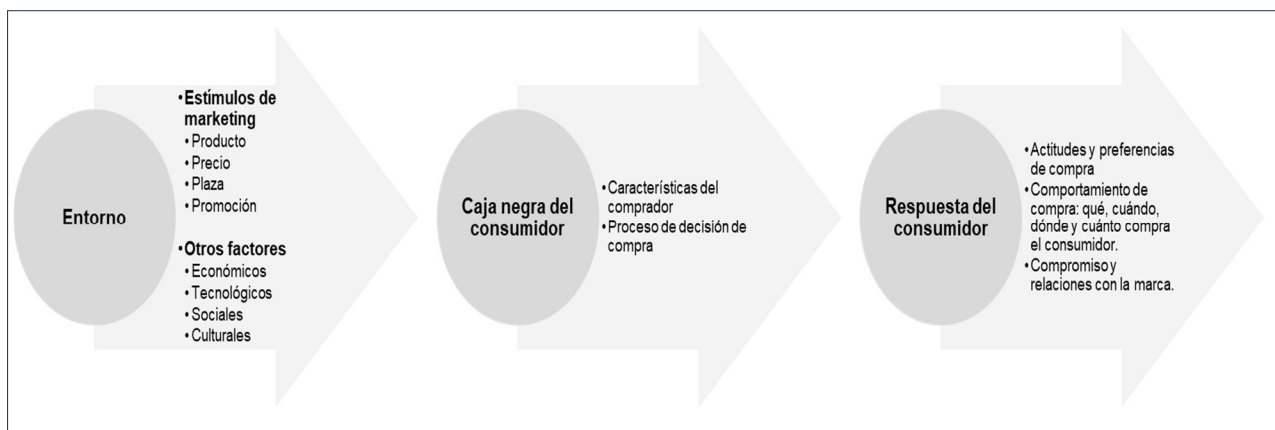 Entorno
•Estímulos de
marketing
•Producto
•Precio
•Plaza
•Promoción
•Otros factores
•Económicos
•Tecnológicos
•Sociales
•Culturales
Caja negra del
consumidor
•Características del
comprador
•Proceso de decisión de
compra
Respuesta del
consumidor
•Actitudes y preferencias
de compra
•Comportamiento de
compra: qué, cuándo,
dónde y cuánto compra
el consumidor.
•Compromiso y
relaciones con la marca.